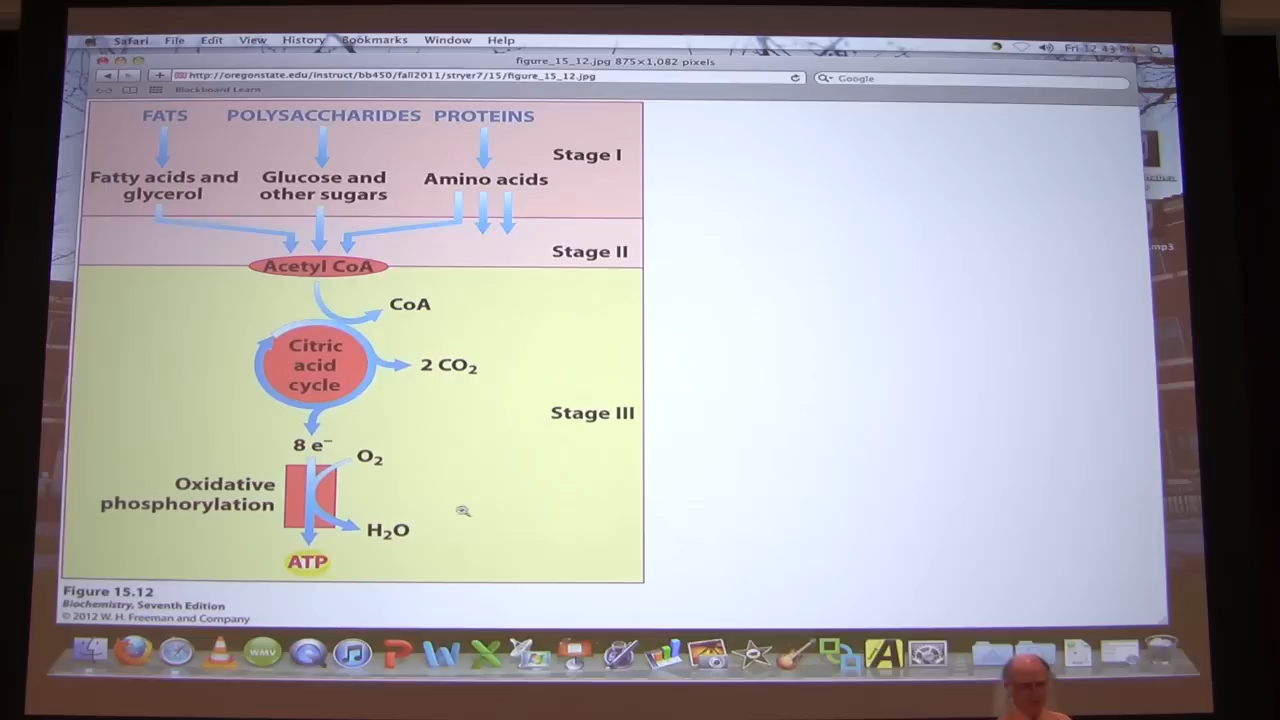 Safari File Edit View History Bookmarks Window Help Fri 12:43 PM
figure_15_12.jpg 875×1,082 pixels
http://oregonstate.edu/instruct/bb450/fall2011/stryer7/15/figure_15_12.jpg
Google
Blackboard Learn
FATS POLYSACCHARIDES PROTEINS
Stage I
Fatty acids and glycerol
Glucose and other sugars
Amino acids
Stage II
Acetyl CoA
CoA
Citric
acid
cycle
2 CO₂
Stage III
8 e⁻
O₂
Oxidative
phosphorylation
H₂O
ATP
Figure 15.12
Biochemistry, Seventh Edition
© 2012 W. H. Freeman and Company
.mp3
WMV